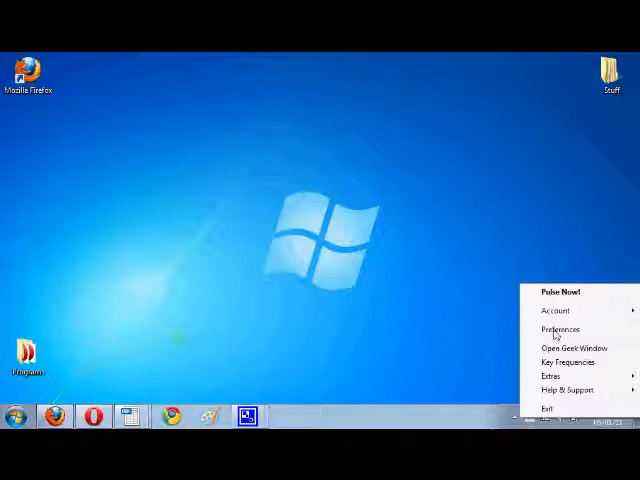 Mozilla Firefox
Stuff
Pulse Now!
Account
Preferences
Open Geek Window
Key Frequencies
Extras
Help & Support
Exit
Programs